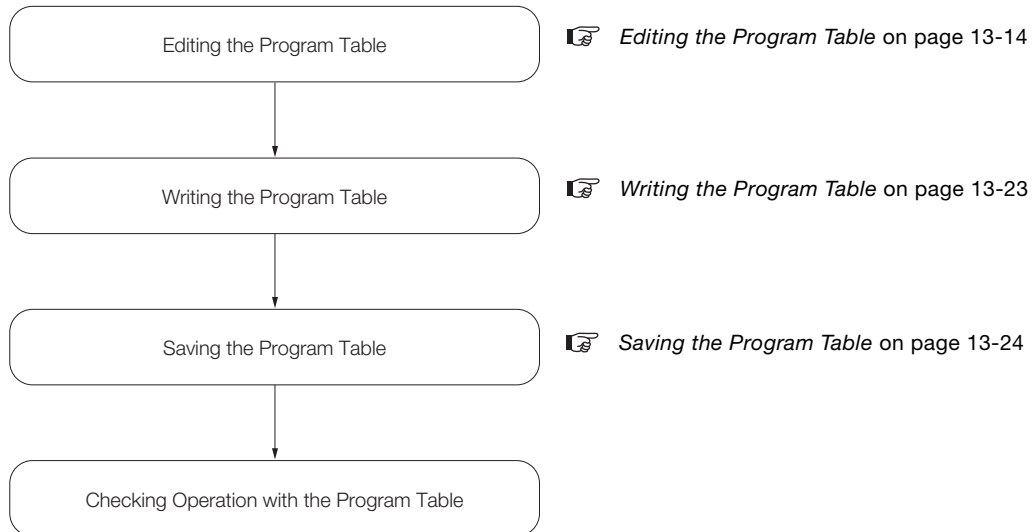 Editing the Program Table
Editing the Program Table on page 13-14
Writing the Program Table
Writing the Program Table on page 13-23
Saving the Program Table
Saving the Program Table on page 13-24
Checking Operation with the Program Table